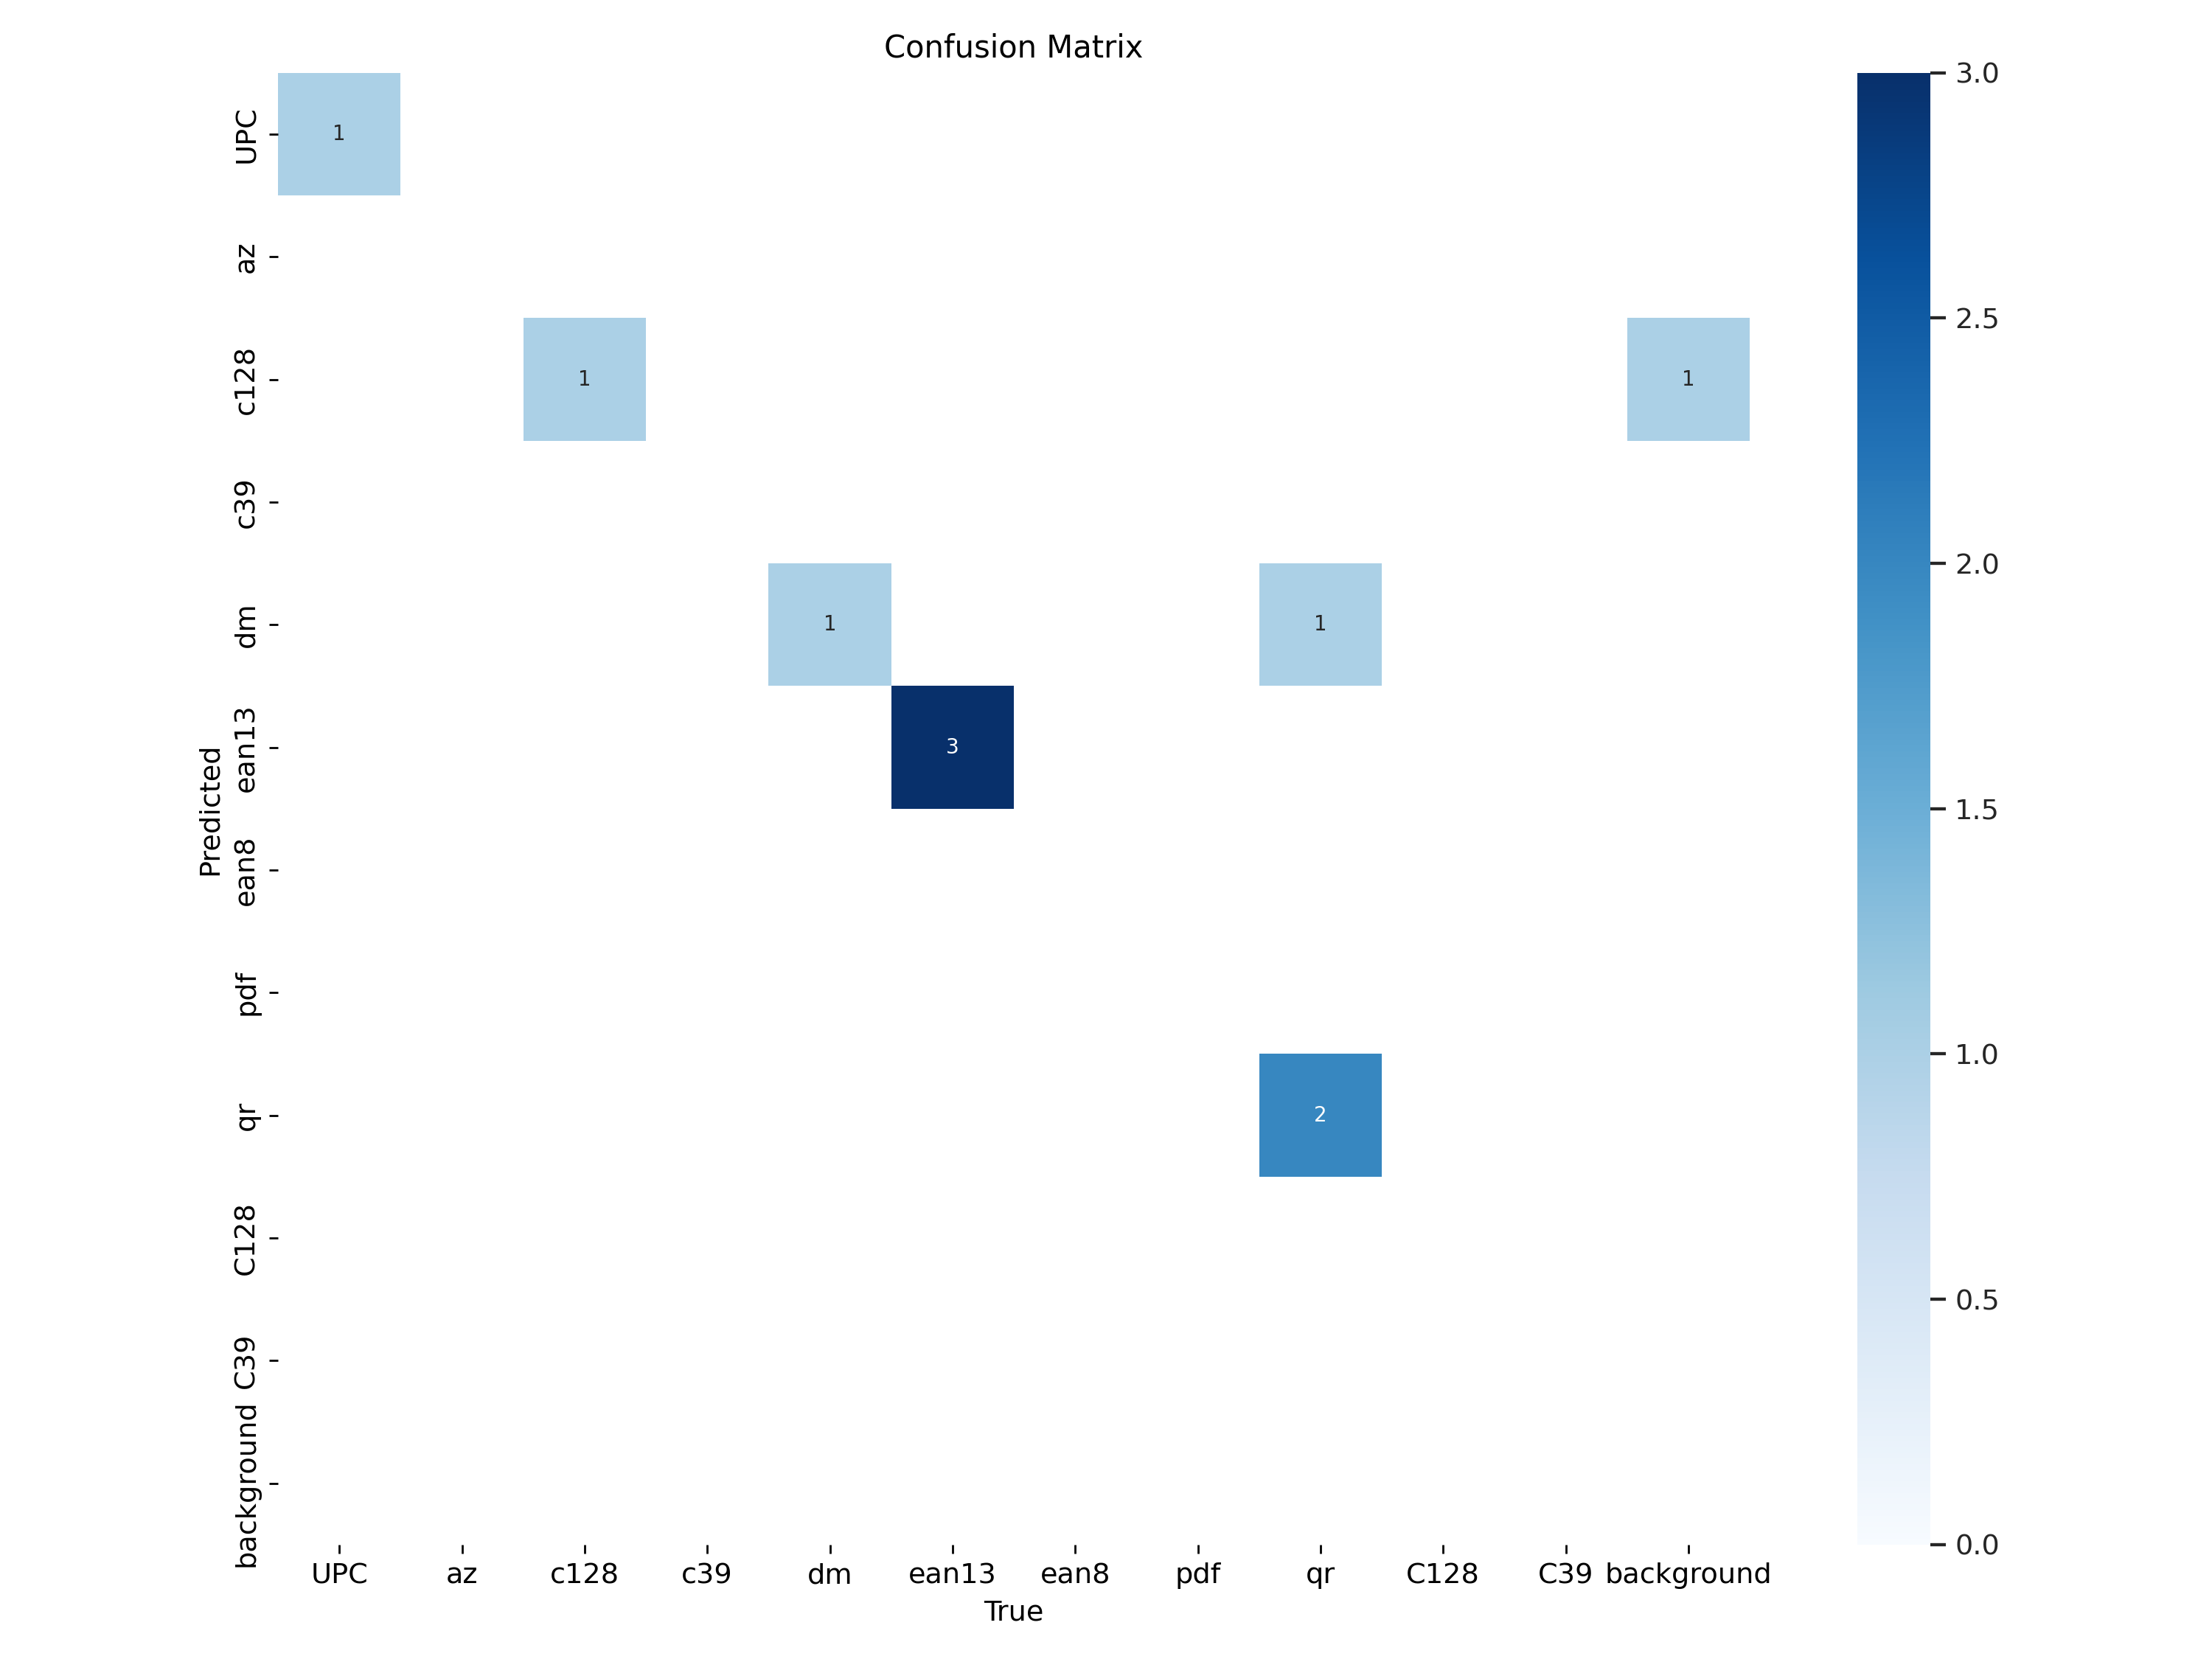 Confusion Matrix
UPC
az
c128
c39
dm
ean13
ean8
pdf
qr
C128
C39
background
Predicted
1
1
1
1
1
3
2
UPC az c128 c39 dm ean13 ean8 pdf qr C128 C39 background
True
3.0
2.5
2.0
1.5
1.0
0.5
0.0